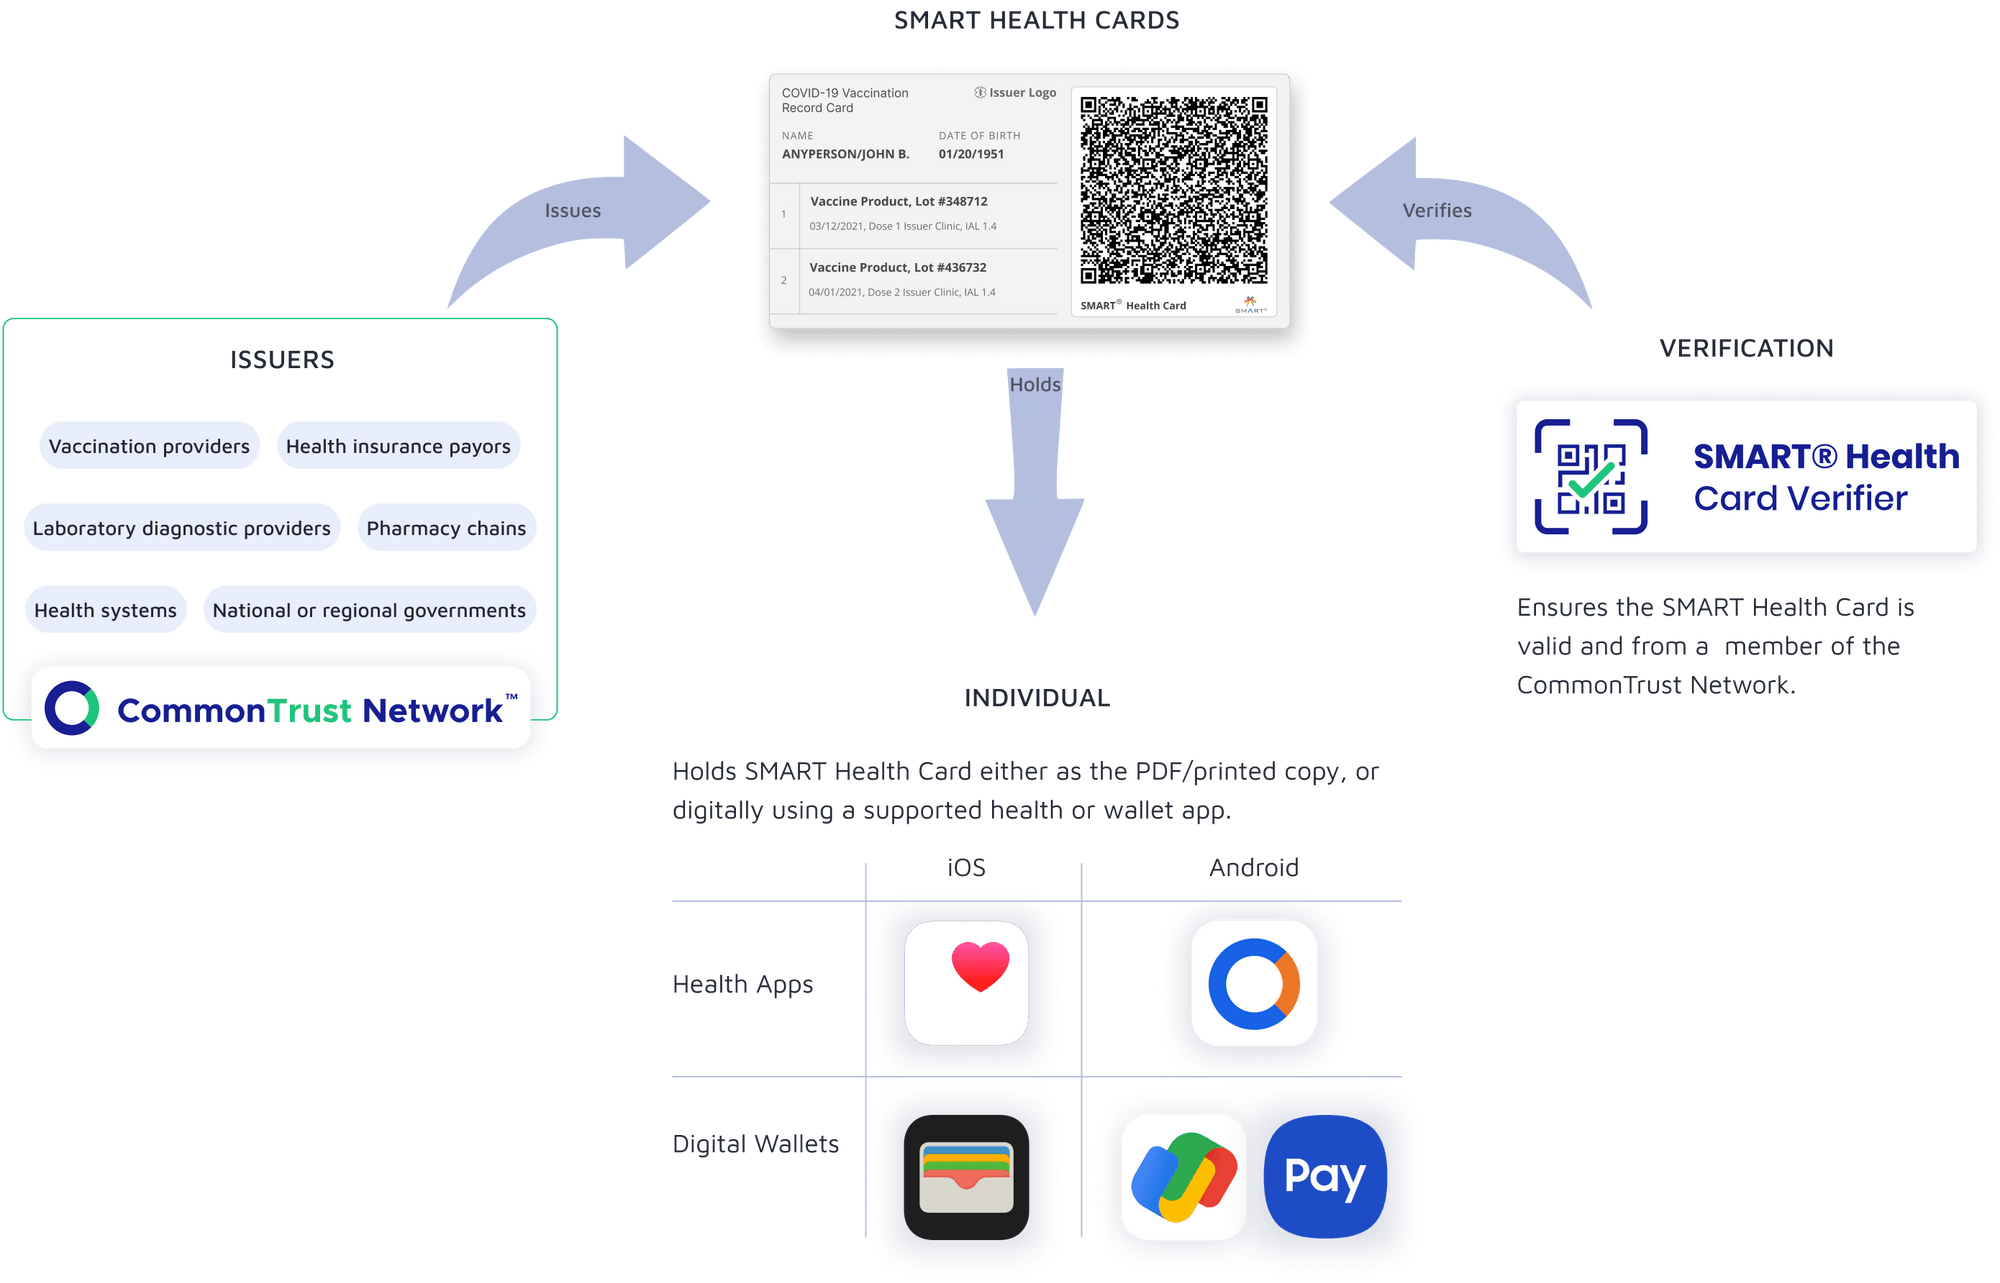 SMART HEALTH CARDS
COVID-19 Vaccination
Record Card
Issuer Logo
NAME
DATE OF BIRTH
ANYPERSON/JOHN B.
01/20/1951
1
Vaccine Product, Lot #348712
03/12/2021, Dose 1 Issuer Clinic, IAL 1.4
2
Vaccine Product, Lot #436732
04/01/2021, Dose 2 Issuer Clinic, IAL 1.4
SMART® Health Card
SMART®
Issues
Verifies
Holds
ISSUERS
Vaccination providers
Health insurance payors
Laboratory diagnostic providers
Pharmacy chains
Health systems
National or regional governments
CommonTrust Network™
VERIFICATION
SMART® Health
Card Verifier
Ensures the SMART Health Card is
valid and from a member of the
CommonTrust Network.
INDIVIDUAL
Holds SMART Health Card either as the PDF/printed copy, or
digitally using a supported health or wallet app.
iOS
Android
Health Apps
Digital Wallets
Pay